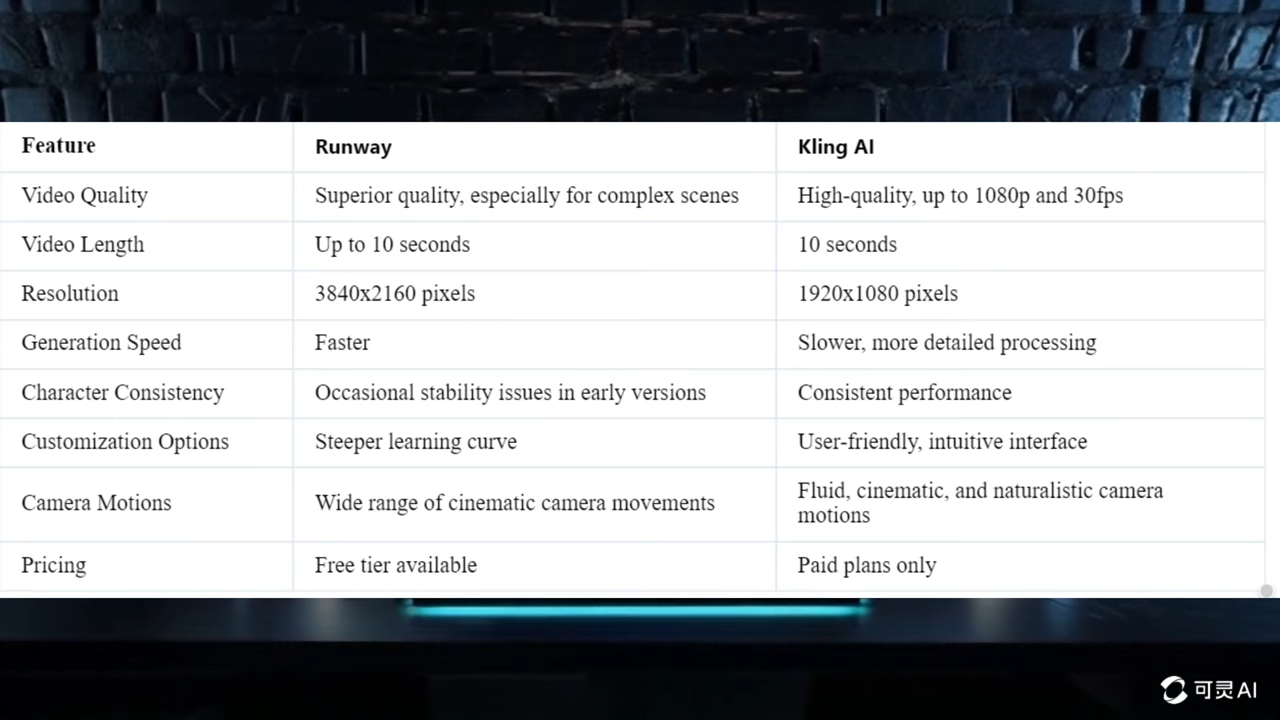 Feature Runway Kling AI
Video Quality Superior quality, especially for complex scenes High-quality, up to 1080p and 30fps
Video Length Up to 10 seconds 10 seconds
Resolution 3840x2160 pixels 1920x1080 pixels
Generation Speed Faster Slower, more detailed processing
Character Consistency Occasional stability issues in early versions Consistent performance
Customization Options Steeper learning curve User-friendly, intuitive interface
Camera Motions Wide range of cinematic camera movements Fluid, cinematic, and naturalistic camera
motions
Pricing Free tier available Paid plans only
可灵AI